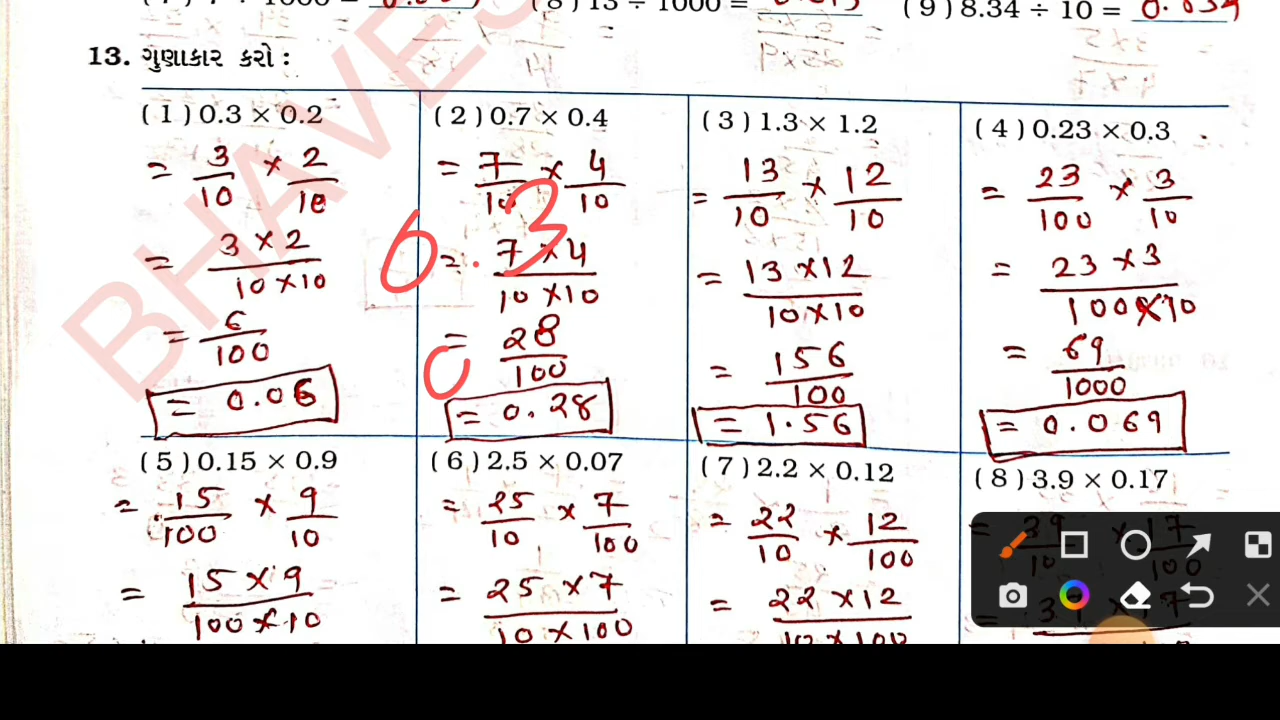 ÷ 1000 =
(8) 13 ÷ 1000 =
(9) 8.34 ÷ 10 =
13. ગુણાકાર કરો :
(1) 0.3 × 0.2
= 3/10 × 2/10
= 3 × 2 / 10 × 10
= 6/100
= 0.06
(2) 0.7 × 0.4
= 7/10 × 4/10
= 7 × 4 / 10 × 10
= 28/100
= 0.28
(3) 1.3 × 1.2
= 13/10 × 12/10
= 13 × 12 / 10 × 10
= 156/100
= 1.56
(4) 0.23 × 0.3
= 23/100 × 3/10
= 23 × 3 / 100 × 10
= 69/1000
= 0.069
(5) 0.15 × 0.9
= 15/100 × 9/10
= 15 × 9 / 100 × 10
(6) 2.5 × 0.07
= 25/10 × 7/100
= 25 × 7 / 10 × 100
(7) 2.2 × 0.12
= 22/10 × 12/100
= 22 × 12 / 10 × 100
(8) 3.9 × 0.17
= 39/10 × 17/100
0.3
0
BHAVES